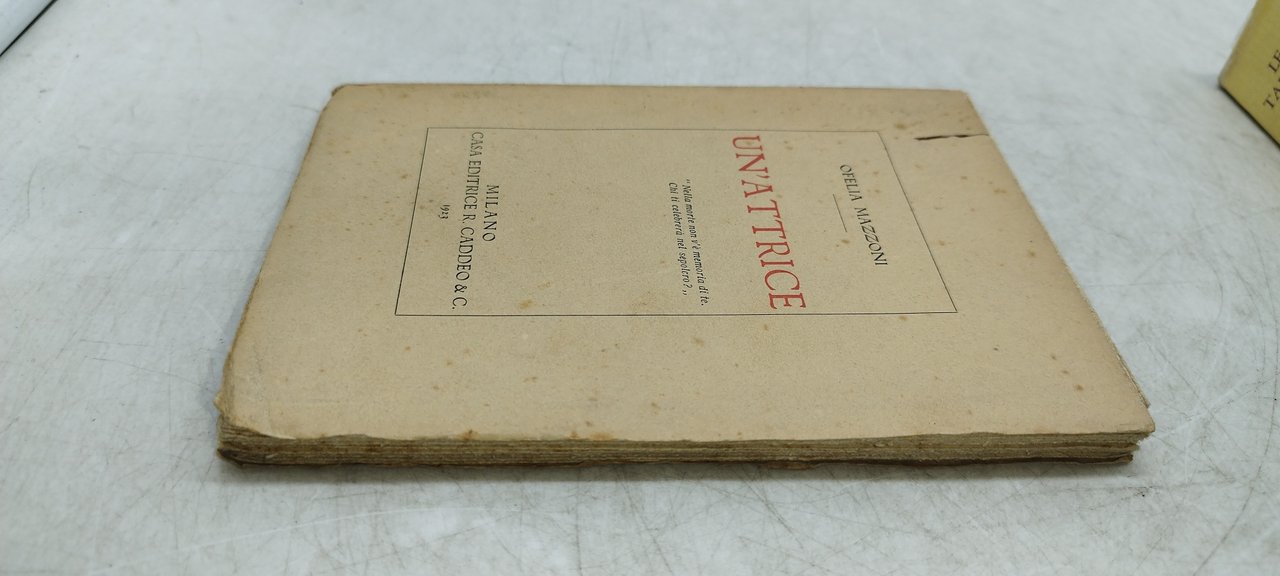 OFELIA MAZZONI
UN'ATTRICE
"Nella morte non v'è memoria di te.
Chi ti celebrerà nel sepolcro?„
MILANO
CASA EDITRICE R. CADDEO & C.
1923
LE